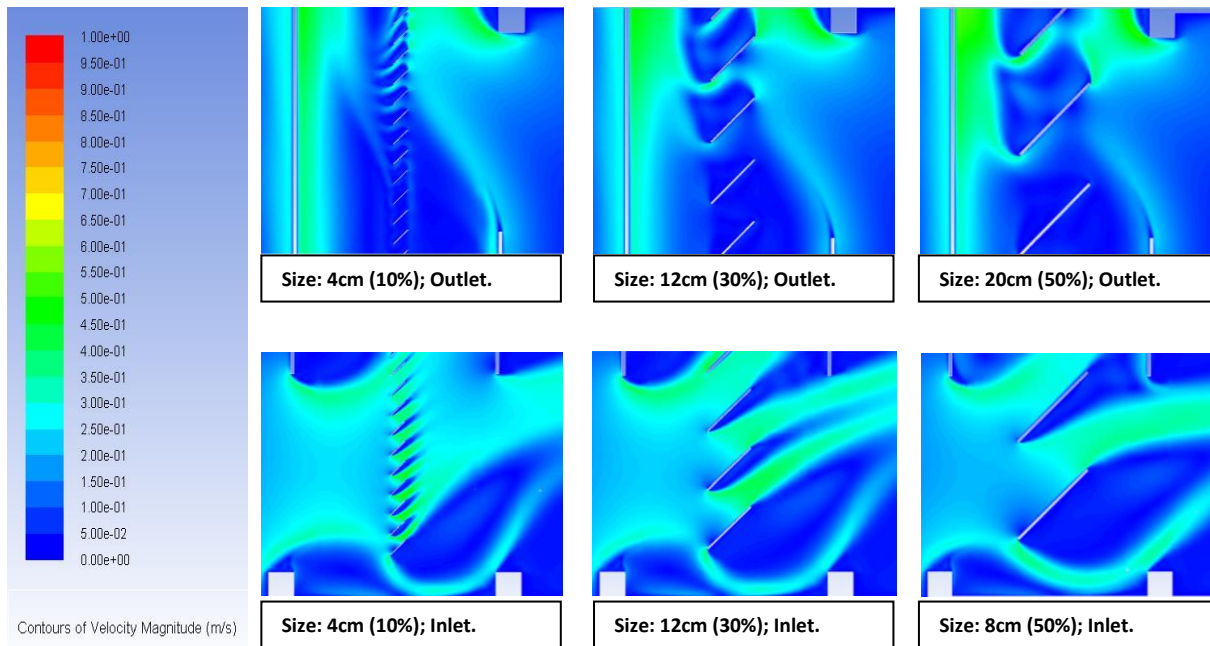 1.00e+00
9.50e-01
9.00e-01
8.50e-01
8.00e-01
7.50e-01
7.00e-01
6.50e-01
6.00e-01
5.50e-01
5.00e-01
4.50e-01
4.00e-01
3.50e-01
3.00e-01
2.50e-01
2.00e-01
1.50e-01
1.00e-01
5.00e-02
0.00e+00
Contours of Velocity Magnitude (m/s)
Size: 4cm (10%); Outlet.
Size: 12cm (30%); Outlet.
Size: 20cm (50%); Outlet.
Size: 4cm (10%); Inlet.
Size: 12cm (30%); Inlet.
Size: 8cm (50%); Inlet.